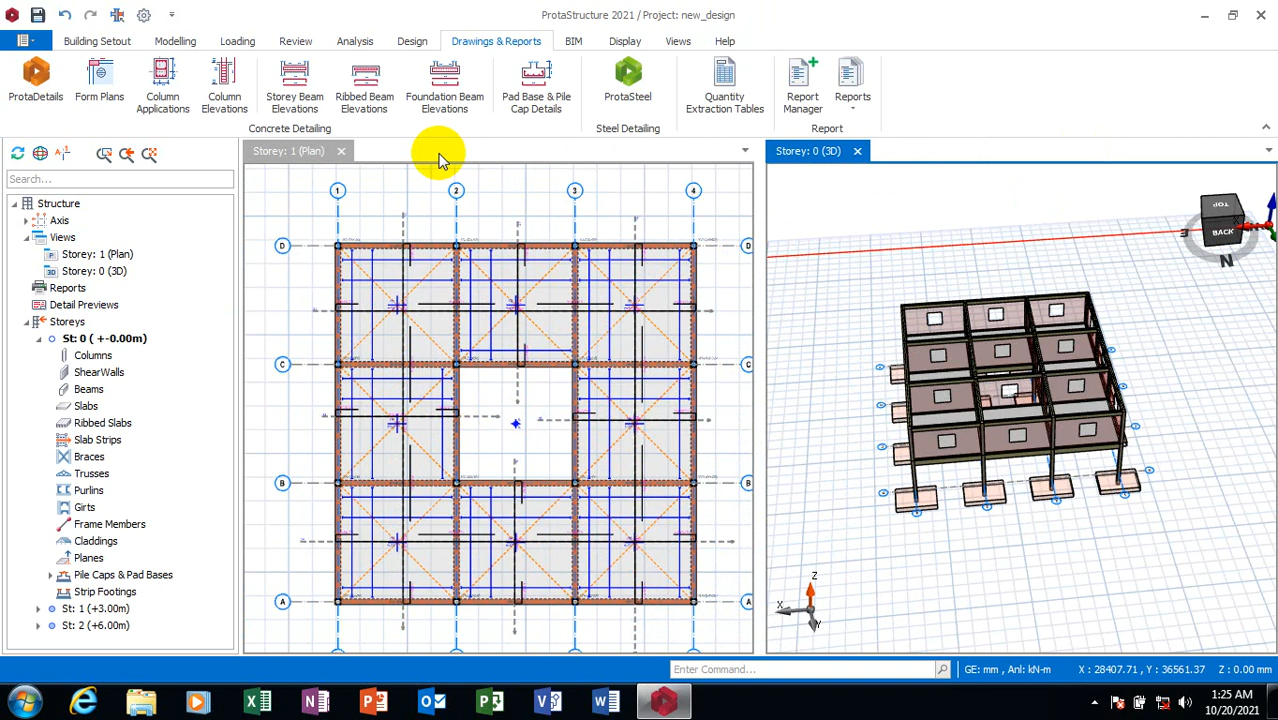 ProtaStructure 2021 / Project: new_design
Building Setout Modelling Loading Review Analysis Design Drawings & Reports BIM Display Views Help
ProtaDetails
Form Plans
Column Applications
Column Elevations
Storey Beam Elevations
Ribbed Beam Elevations
Foundation Beam Elevations
Pad Base & Pile Cap Details
ProtaSteel
Quantity Extraction Tables
Report Manager
Reports
Concrete Detailing
Steel Detailing
Report
Storey: 1 (Plan)
Storey: 0 (3D)
Search...
Structure
Axis
Views
Storey: 1 (Plan)
Storey: 0 (3D)
Reports
Detail Previews
Storeys
St: 0 ( +-0.00m)
Columns
ShearWalls
Beams
Slabs
Ribbed Slabs
Slab Strips
Braces
Trusses
Purlins
Girts
Frame Members
Claddings
Planes
Pile Caps & Pad Bases
Strip Footings
St: 1 (+3.00m)
St: 2 (+6.00m)
1 2 3 4
D D
C C
B B
A A
TOP
BACK
N
Z
X
Y
Enter Command...
GE: mm, Anl: kN-m
X : 28407.71, Y : 36561.37
Z : 0.00 mm
1:25 AM
10/20/2021